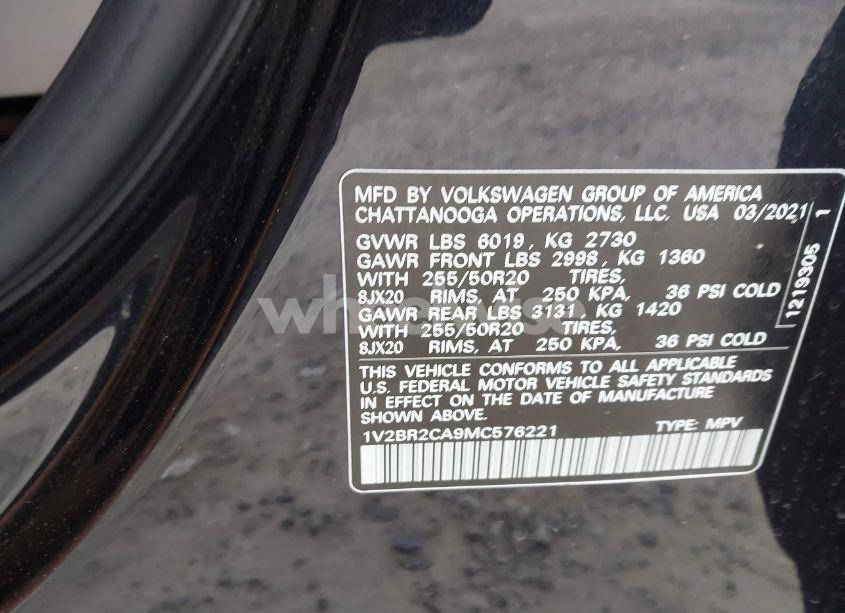 MFD BY VOLKSWAGEN GROUP OF AMERICA
CHATTANOOGA OPERATIONS, LLC. USA 03/2021
GVWR LBS 6019, KG 2730
GAWR FRONT LBS 2998, KG 1360
WITH 255/50R20 TIRES,
8JX20 RIMS, AT 250 KPA, 36 PSI COLD
GAWR REAR LBS 3131, KG 1420
WITH 255/50R20 TIRES,
8JX20 RIMS, AT 250 KPA, 36 PSI COLD
THIS VEHICLE CONFORMS TO ALL APPLICABLE
U.S. FEDERAL MOTOR VEHICLE SAFETY STANDARDS
IN EFFECT ON THE DATE OF MANUFACTURE
SHOWN ABOVE.
1V2BR2CA9MC576221 TYPE: MPV
1219305 1